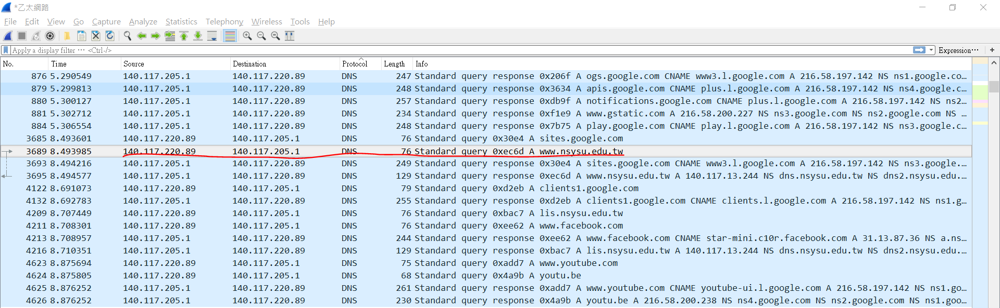 *乙太網路
File Edit View Go Capture Analyze Statistics Telephony Wireless Tools Help
Apply a display filter … <Ctrl-/> Expression… +
No. Time Source Destination Protocol Length Info
876 5.290549 140.117.205.1 140.117.220.89 DNS 247 Standard query response 0x206f A ogs.google.com CNAME www3.l.google.com A 216.58.197.142 NS ns1.google.co…
879 5.299813 140.117.205.1 140.117.220.89 DNS 248 Standard query response 0x3634 A apis.google.com CNAME plus.l.google.com A 216.58.197.142 NS ns4.google.c…
880 5.300127 140.117.205.1 140.117.220.89 DNS 257 Standard query response 0xdb9f A notifications.google.com CNAME plus.l.google.com A 216.58.197.142 NS ns2…
881 5.302712 140.117.205.1 140.117.220.89 DNS 234 Standard query response 0xf1e9 A www.gstatic.com A 216.58.200.227 NS ns3.google.com NS ns2.google.com NS …
884 5.306554 140.117.205.1 140.117.220.89 DNS 248 Standard query response 0x7b75 A play.google.com CNAME play.l.google.com A 216.58.197.142 NS ns3.google.c…
3685 8.493601 140.117.220.89 140.117.205.1 DNS 76 Standard query 0x30e4 A sites.google.com
3689 8.493985 140.117.220.89 140.117.205.1 DNS 76 Standard query 0xec6d A www.nsysu.edu.tw
3693 8.494216 140.117.205.1 140.117.220.89 DNS 249 Standard query response 0x30e4 A sites.google.com CNAME www3.l.google.com A 216.58.197.142 NS ns3.google.…
3695 8.494577 140.117.205.1 140.117.220.89 DNS 129 Standard query response 0xec6d A www.nsysu.edu.tw A 140.117.13.244 NS dns.nsysu.edu.tw NS dns2.nsysu.edu.…
4122 8.691073 140.117.220.89 140.117.205.1 DNS 79 Standard query 0xd2eb A clients1.google.com
4132 8.692783 140.117.205.1 140.117.220.89 DNS 255 Standard query response 0xd2eb A clients1.google.com CNAME clients.l.google.com A 216.58.197.142 NS ns1.g…
4209 8.707449 140.117.220.89 140.117.205.1 DNS 76 Standard query 0xbac7 A lis.nsysu.edu.tw
4211 8.708301 140.117.220.89 140.117.205.1 DNS 76 Standard query 0xee62 A www.facebook.com
4213 8.708957 140.117.205.1 140.117.220.89 DNS 244 Standard query response 0xee62 A www.facebook.com CNAME star-mini.c10r.facebook.com A 31.13.87.36 NS a.ns…
4216 8.710351 140.117.205.1 140.117.220.89 DNS 129 Standard query response 0xbac7 A lis.nsysu.edu.tw A 140.117.13.244 NS dns.nsysu.edu.tw NS dns2.nsysu.edu.…
4623 8.875694 140.117.220.89 140.117.205.1 DNS 75 Standard query 0xadd7 A www.youtube.com
4624 8.875805 140.117.220.89 140.117.205.1 DNS 68 Standard query 0x4a9b A youtu.be
4625 8.876252 140.117.205.1 140.117.220.89 DNS 261 Standard query response 0xadd7 A www.youtube.com CNAME youtube-ui.l.google.com A 216.58.197.142 NS ns1.go…
4626 8.876252 140.117.205.1 140.117.220.89 DNS 230 Standard query response 0x4a9b A youtu.be A 216.58.200.238 NS ns4.google.com NS ns2.google.com NS ns1.goo…